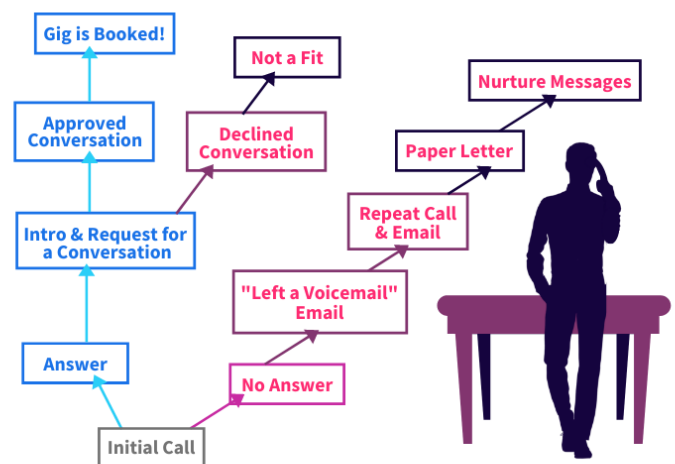 Gig is Booked!
Not a Fit
Nurture Messages
Approved
Conversation
Declined
Conversation
Paper Letter
Intro & Request for
a Conversation
Repeat Call
& Email
"Left a Voicemail"
Email
Answer
No Answer
Initial Call